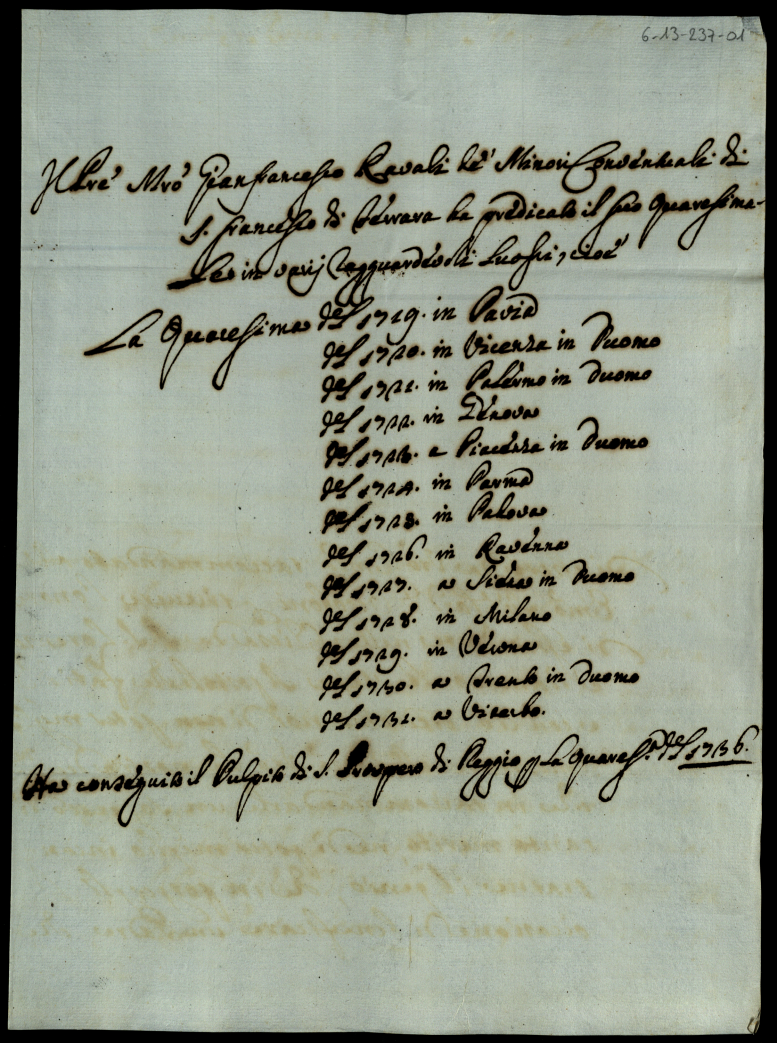 6-13-237-01
Il Pre' Mro' Gianfrancesco Ravali de' Minori Conventuali di
S. Francesco di Ferrara ha predicato il suo Quaresima-
le in varij ragguardevoli Luoghi, cioè
La Quaresima del 1719. in Pavia
del 1720. in Vicenza in Duomo
del 1721. in Palermo in Duomo
del 1722. in Genova
del 1723. a Piacenza in Duomo
del 1724. in Parma
del 1725. in Padova
del 1726. in Ravenna
del 1727. a Siena in Duomo
del 1728. in Milano
del 1729. in Verona
del 1730. a Trento in Duomo
del 1731. a Viterbo.
Ha conseguito il Pulpito di S. Prospero di Reggio p La Quares.a del 1736.